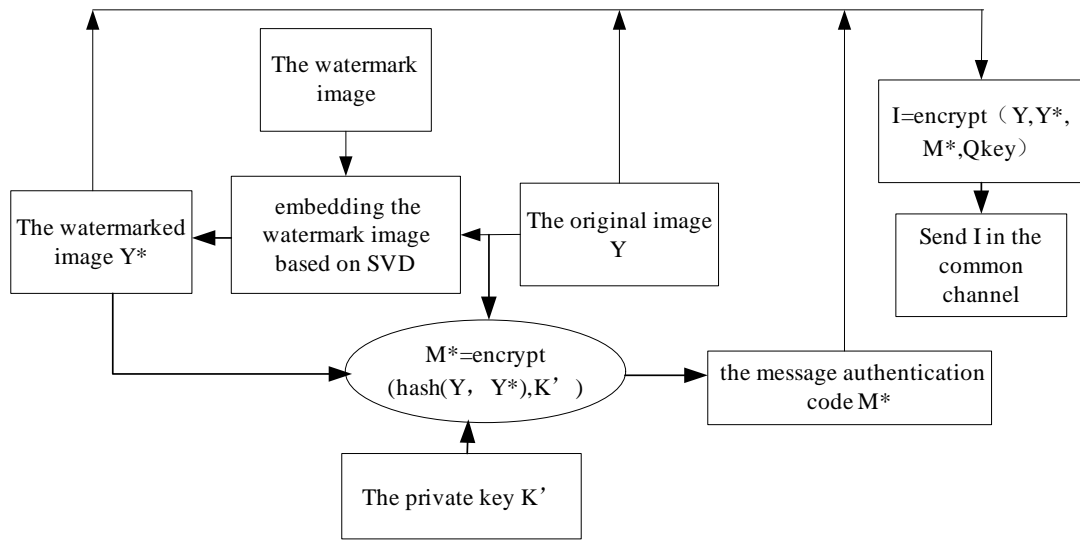 The watermark
image
I=encrypt（Y,Y*,
M*,Qkey）
The watermarked
image Y*
embedding the
watermark image
based on SVD
The original image
Y
Send I in the
common
channel
M*=encrypt
(hash(Y，Y*),K’)
the message authentication
code M*
The private key K’